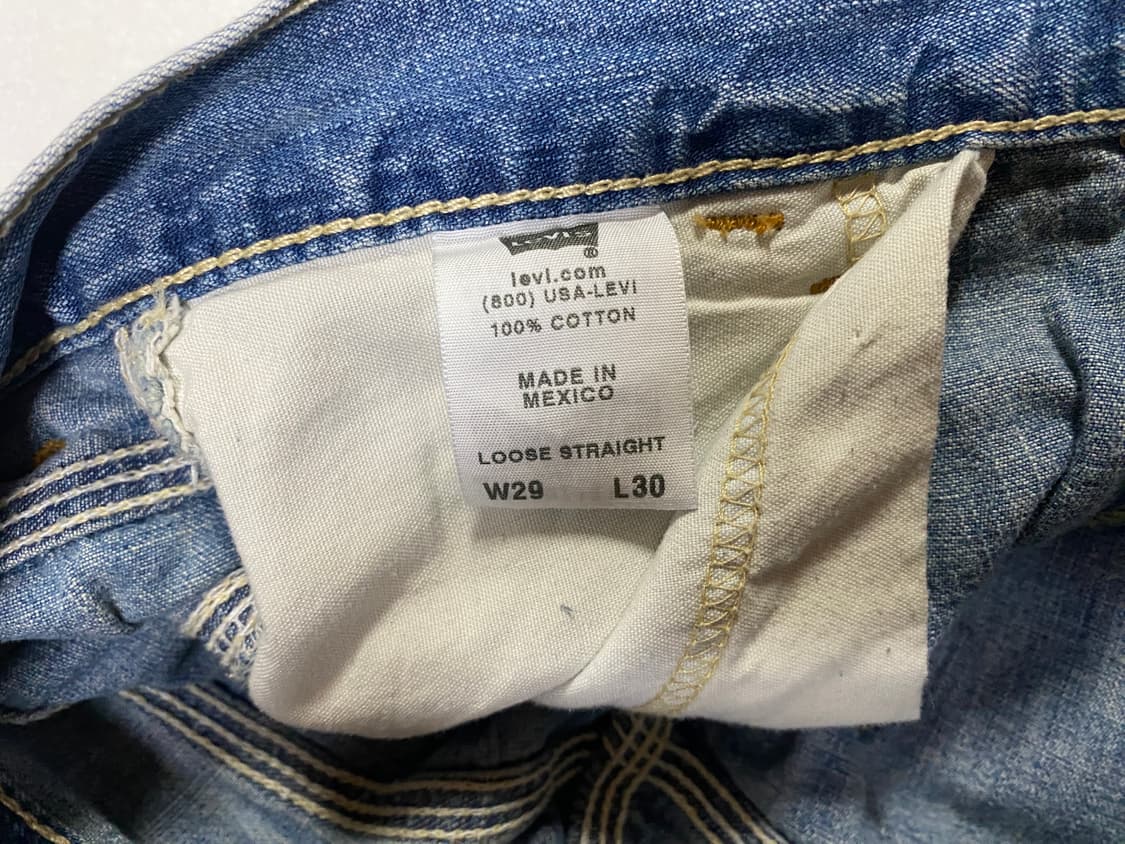 LEVI'S
®
levi.com
(800) USA-LEVI
100% COTTON
MADE IN
MEXICO
LOOSE STRAIGHT
W29 L30